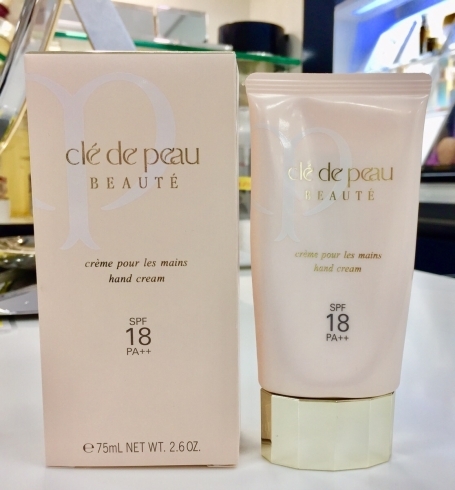 clé de peau
BEAUTÉ
crème pour les mains
hand cream
SPF
18
PA++
℮75mL NET WT. 2.6 OZ.
clé de peau
BEAUTÉ
crème pour les mains
hand cream
SPF
18
PA++